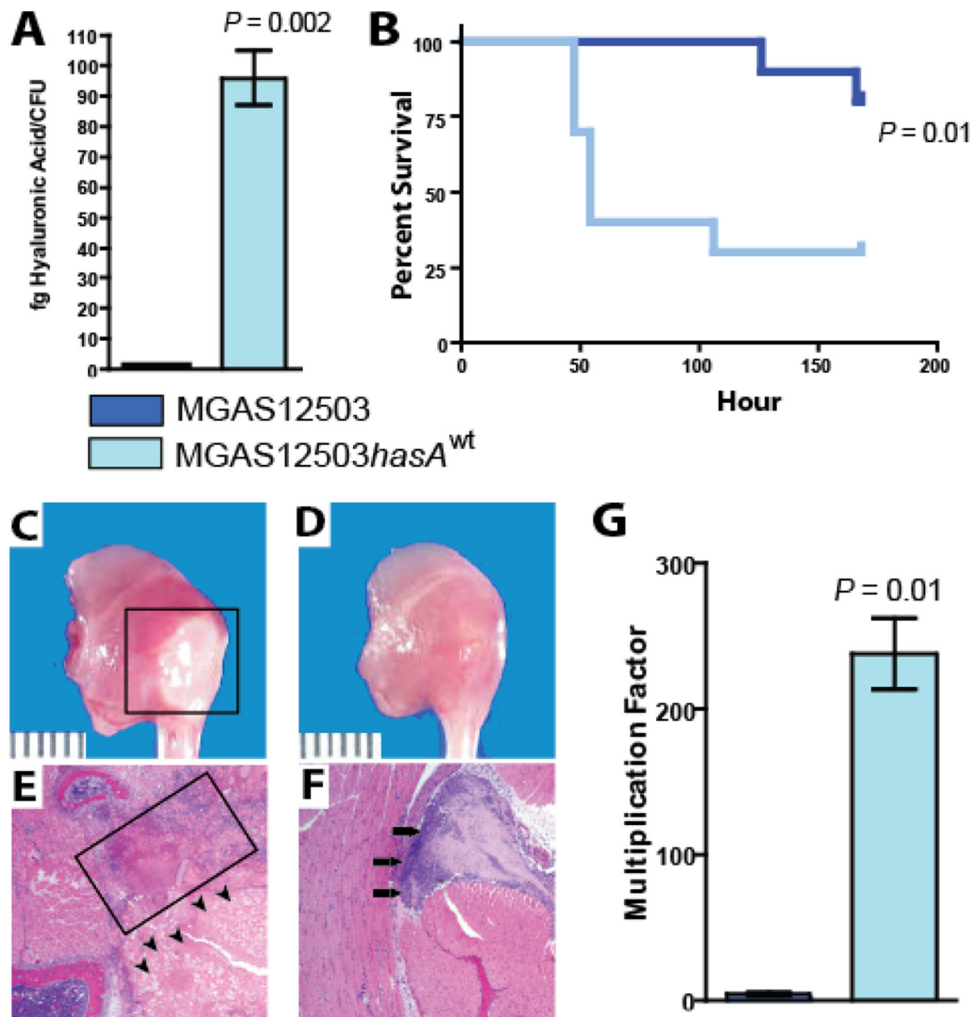 A
P = 0.002
fg Hyaluronic Acid/CFU
110
100
90
80
70
60
50
40
30
20
10
0
B
Percent Survival
100
75
50
25
0
0 50 100 150 200
Hour
P = 0.01
MGAS12503
MGAS12503hasAwt
C
D
E
F
G
Multiplication Factor
300
200
100
0
P = 0.01